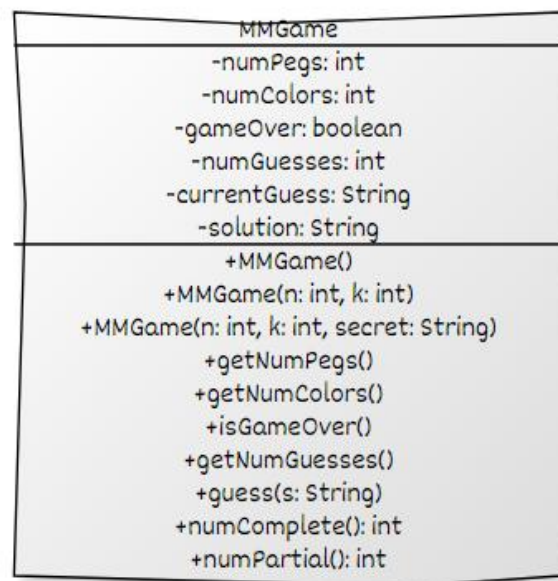 MMGame
-numPegs: int
-numColors: int
-gameOver: boolean
-numGuesses: int
-currentGuess: String
-solution: String
+MMGame()
+MMGame(n: int, k: int)
+MMGame(n: int, k: int, secret: String)
+getNumPegs()
+getNumColors()
+isGameOver()
+getNumGuesses()
+guess(s: String)
+numComplete(): int
+numPartial(): int